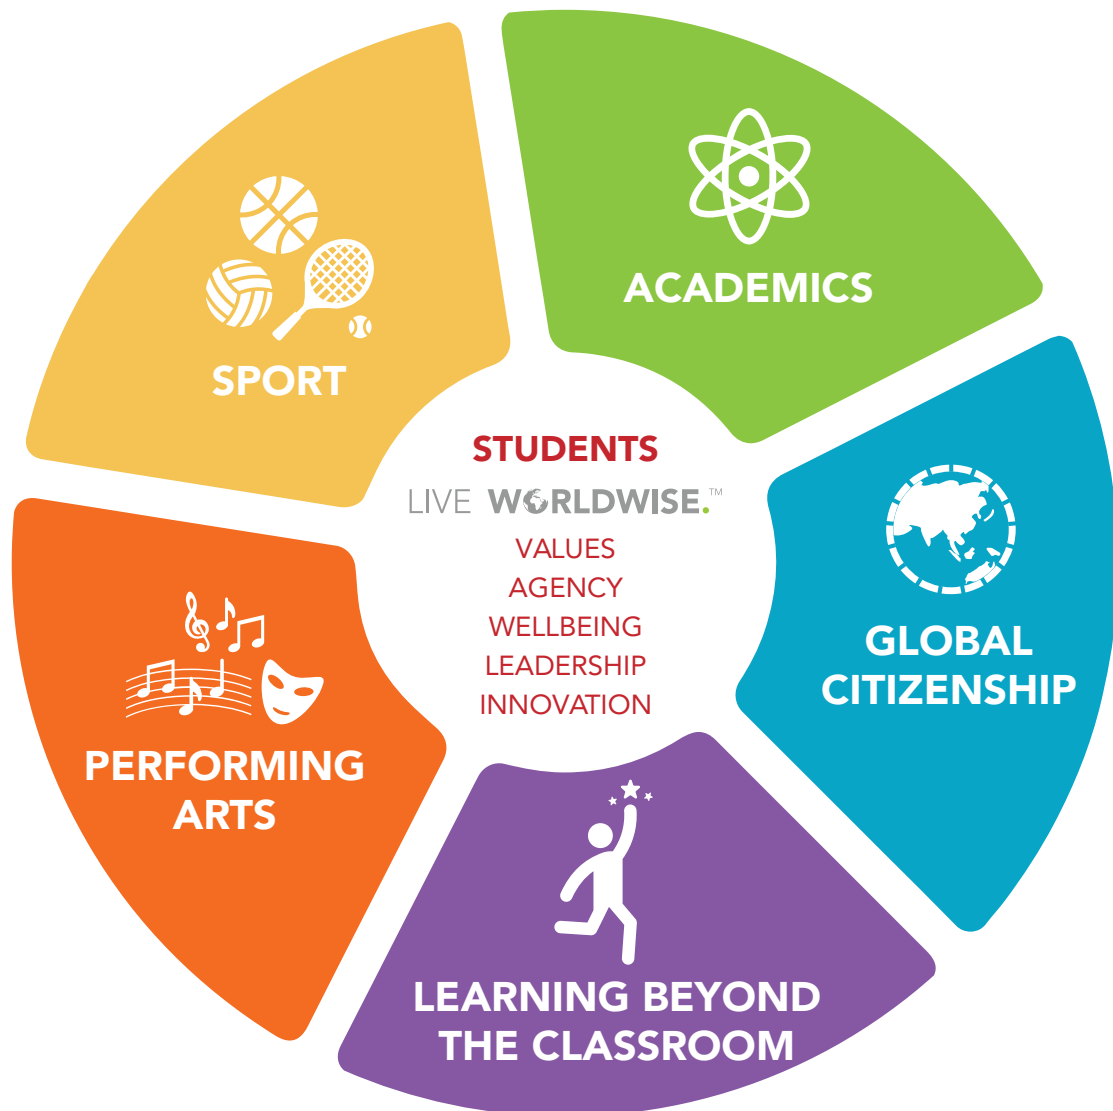 ACADEMICS
SPORT
STUDENTS
LIVE WORLDWISE.™
VALUES
AGENCY
WELLBEING
LEADERSHIP
INNOVATION
GLOBAL
CITIZENSHIP
PERFORMING
ARTS
LEARNING BEYOND
THE CLASSROOM